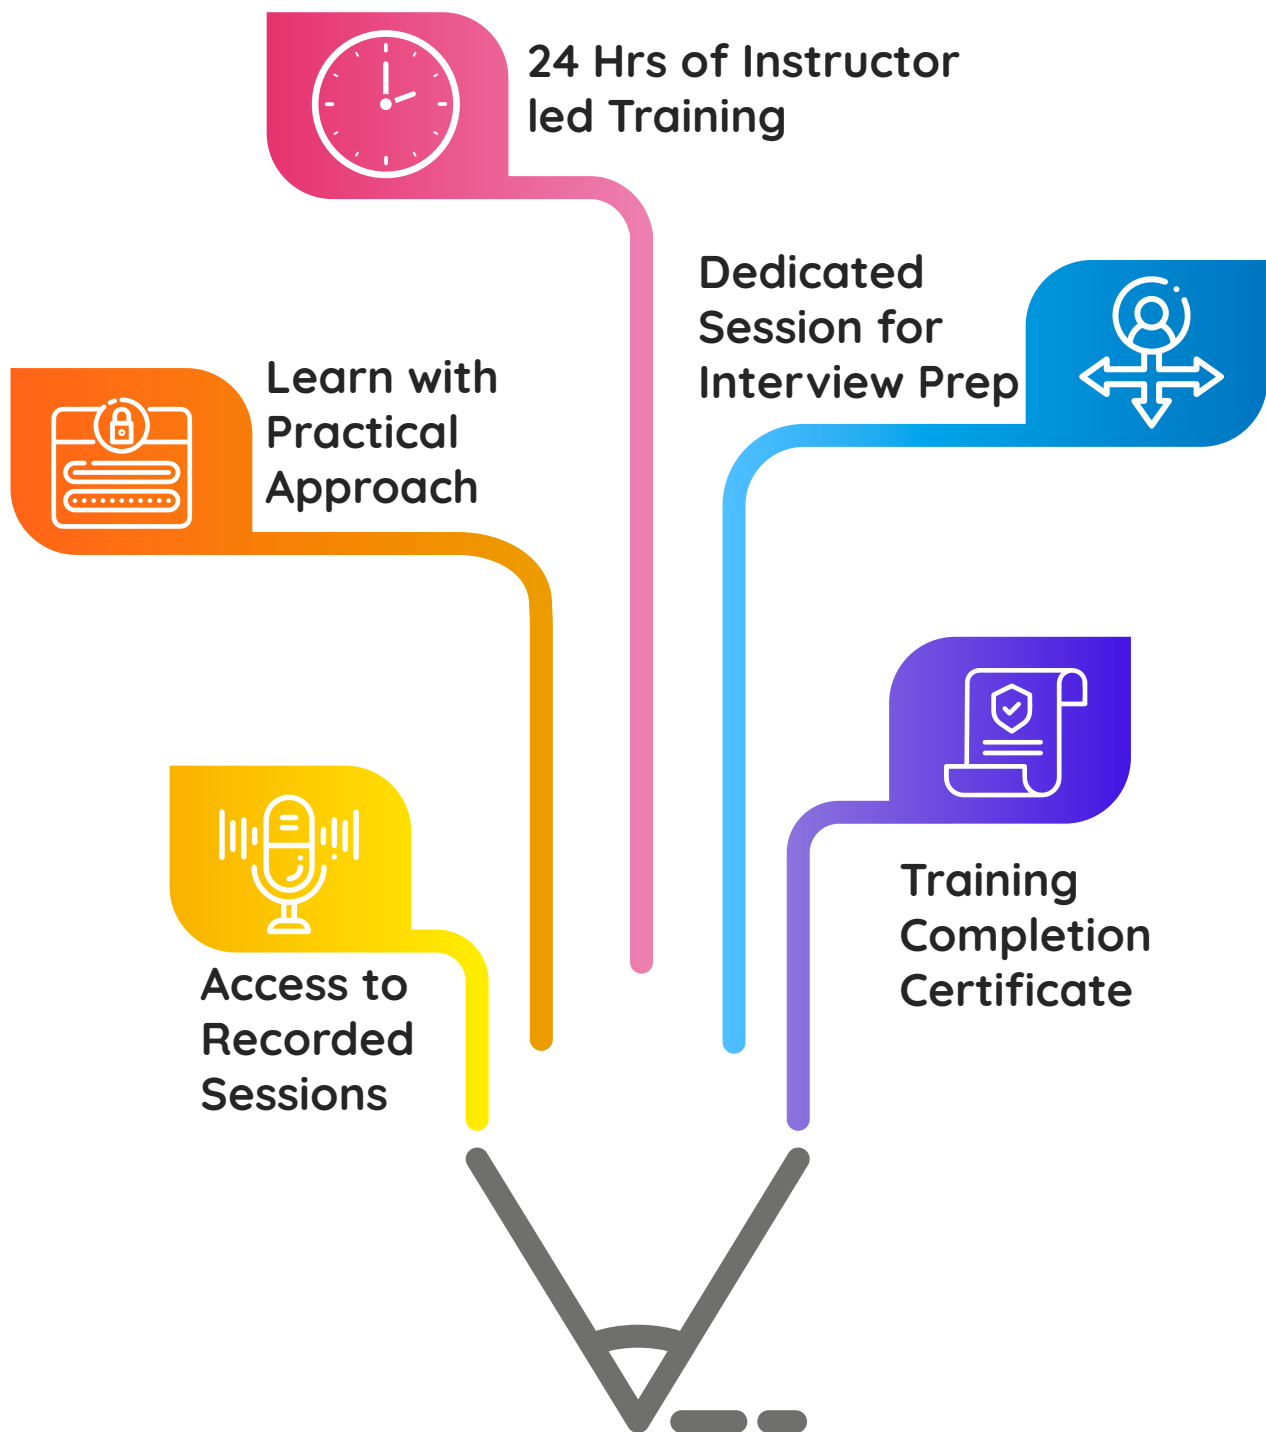 24 Hrs of Instructor
led Training
Dedicated
Session for
Interview Prep
Learn with
Practical
Approach
Training
Completion
Certificate
Access to
Recorded
Sessions